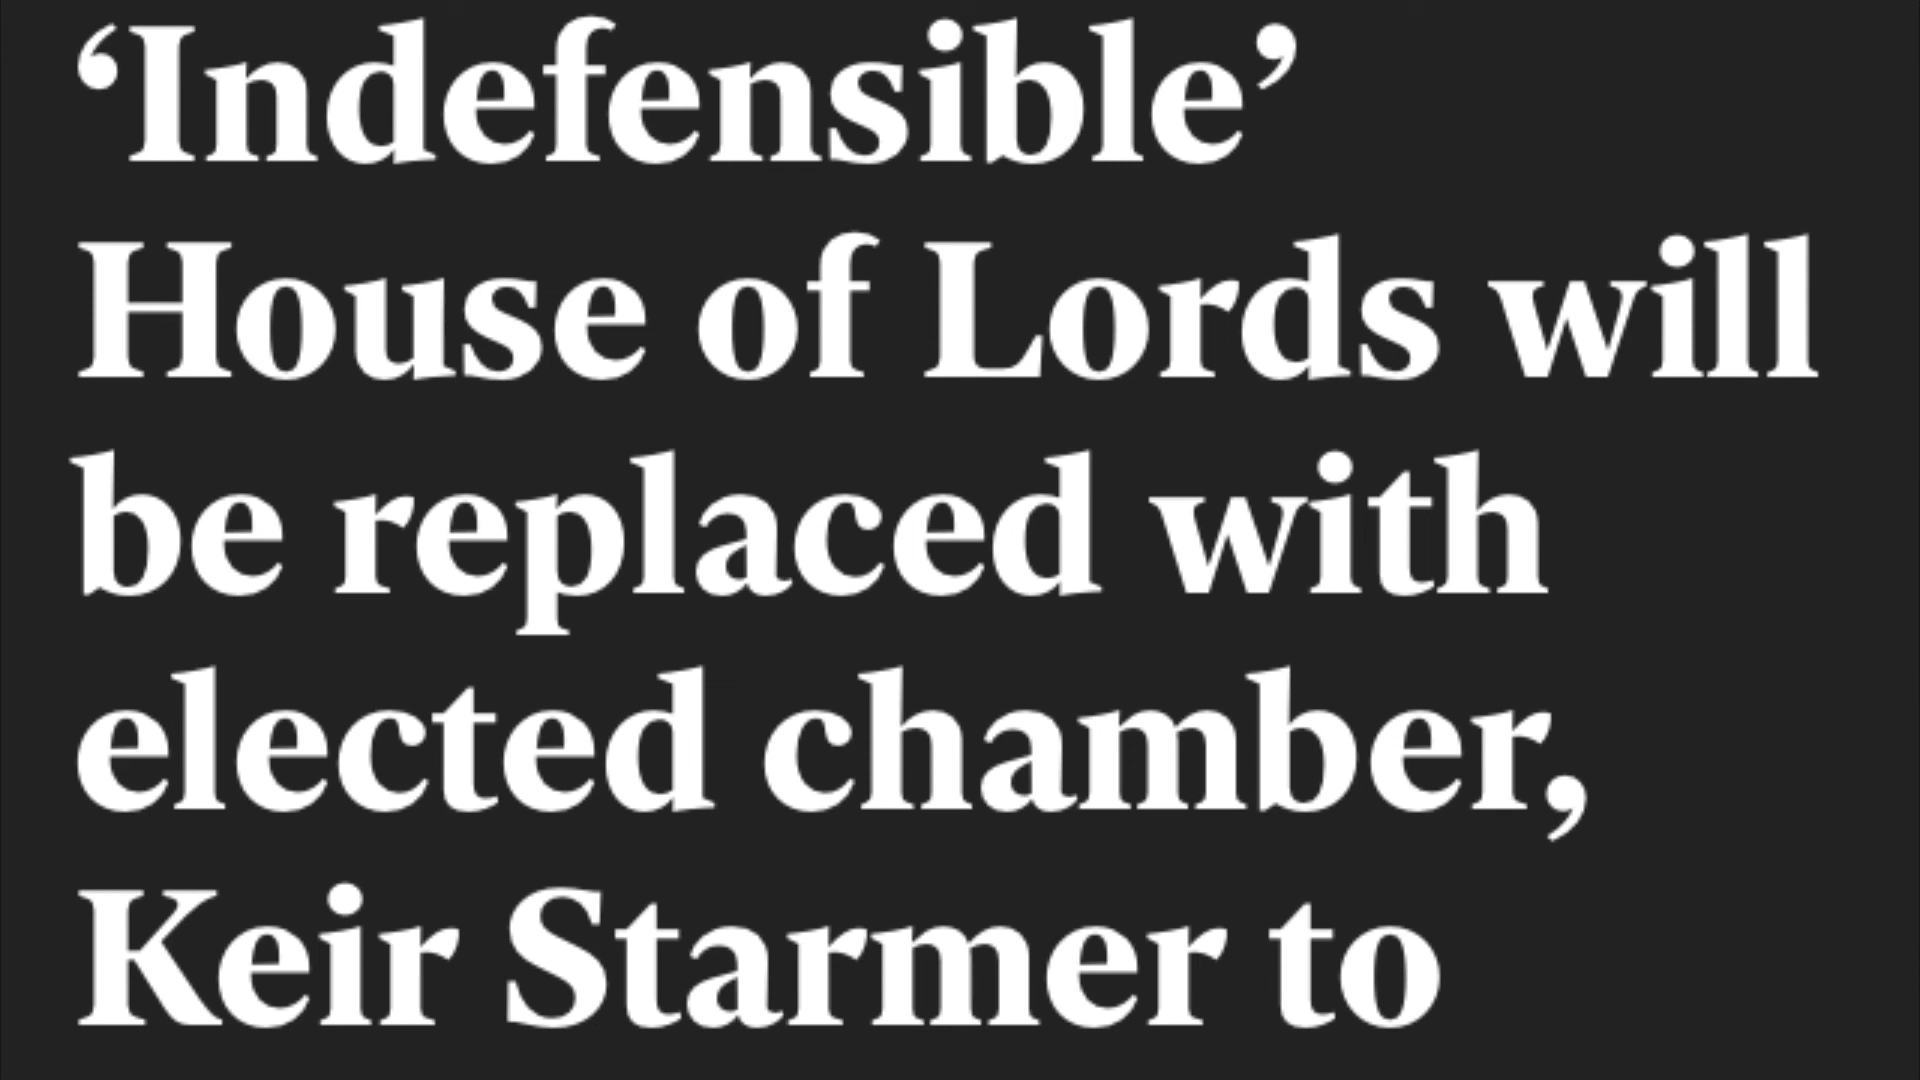 ‘Indefensible’
House of Lords will
be replaced with
elected chamber,
Keir Starmer to